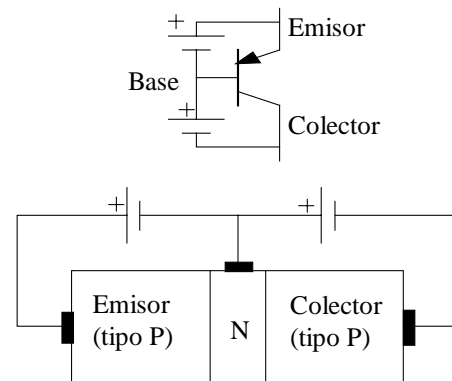 +
Emisor
Base
+
Colector
+
+
Emisor
(tipo P)
N
Colector
(tipo P)